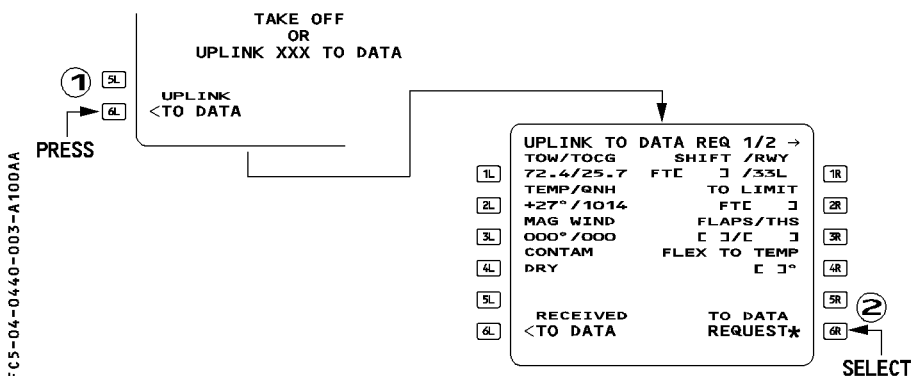 TAKE OFF
OR
UPLINK XXX TO DATA
1
5L
UPLINK
6L
<TO DATA
PRESS
UPLINK TO DATA REQ 1/2 →
TOW/TOCG SHIFT /RWY
1L 72.4/25.7 FT[ ] /33L 1R
TEMP/QNH TO LIMIT
2L +27°/1014 FT[ ] 2R
MAG WIND FLAPS/THS
3L 000°/000 [ ]/[ ] 3R
CONTAM FLEX TO TEMP
4L DRY [ ]° 4R
5L 5R 2
RECEIVED TO DATA
6L <TO DATA REQUEST* 6R
SELECT
FC5-04-0440-003-A100AA